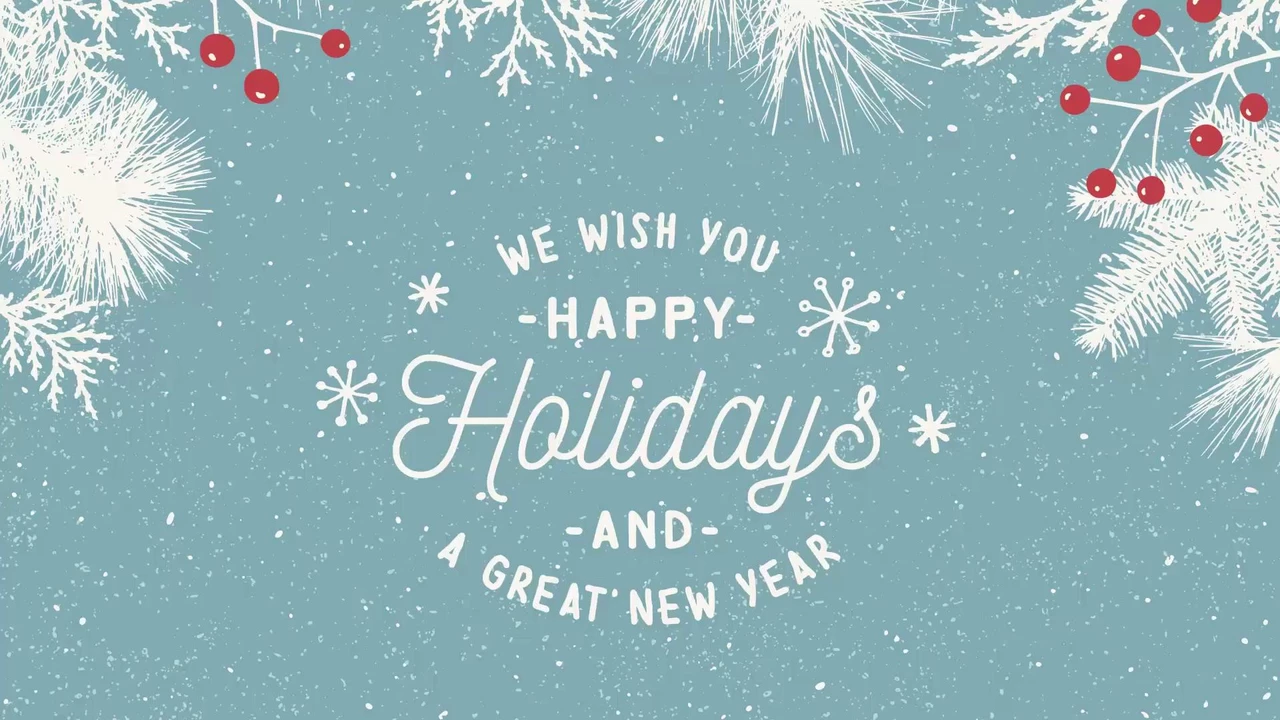 WE WISH YOU
-HAPPY-
Holidays
-AND-
A GREAT NEW YEAR